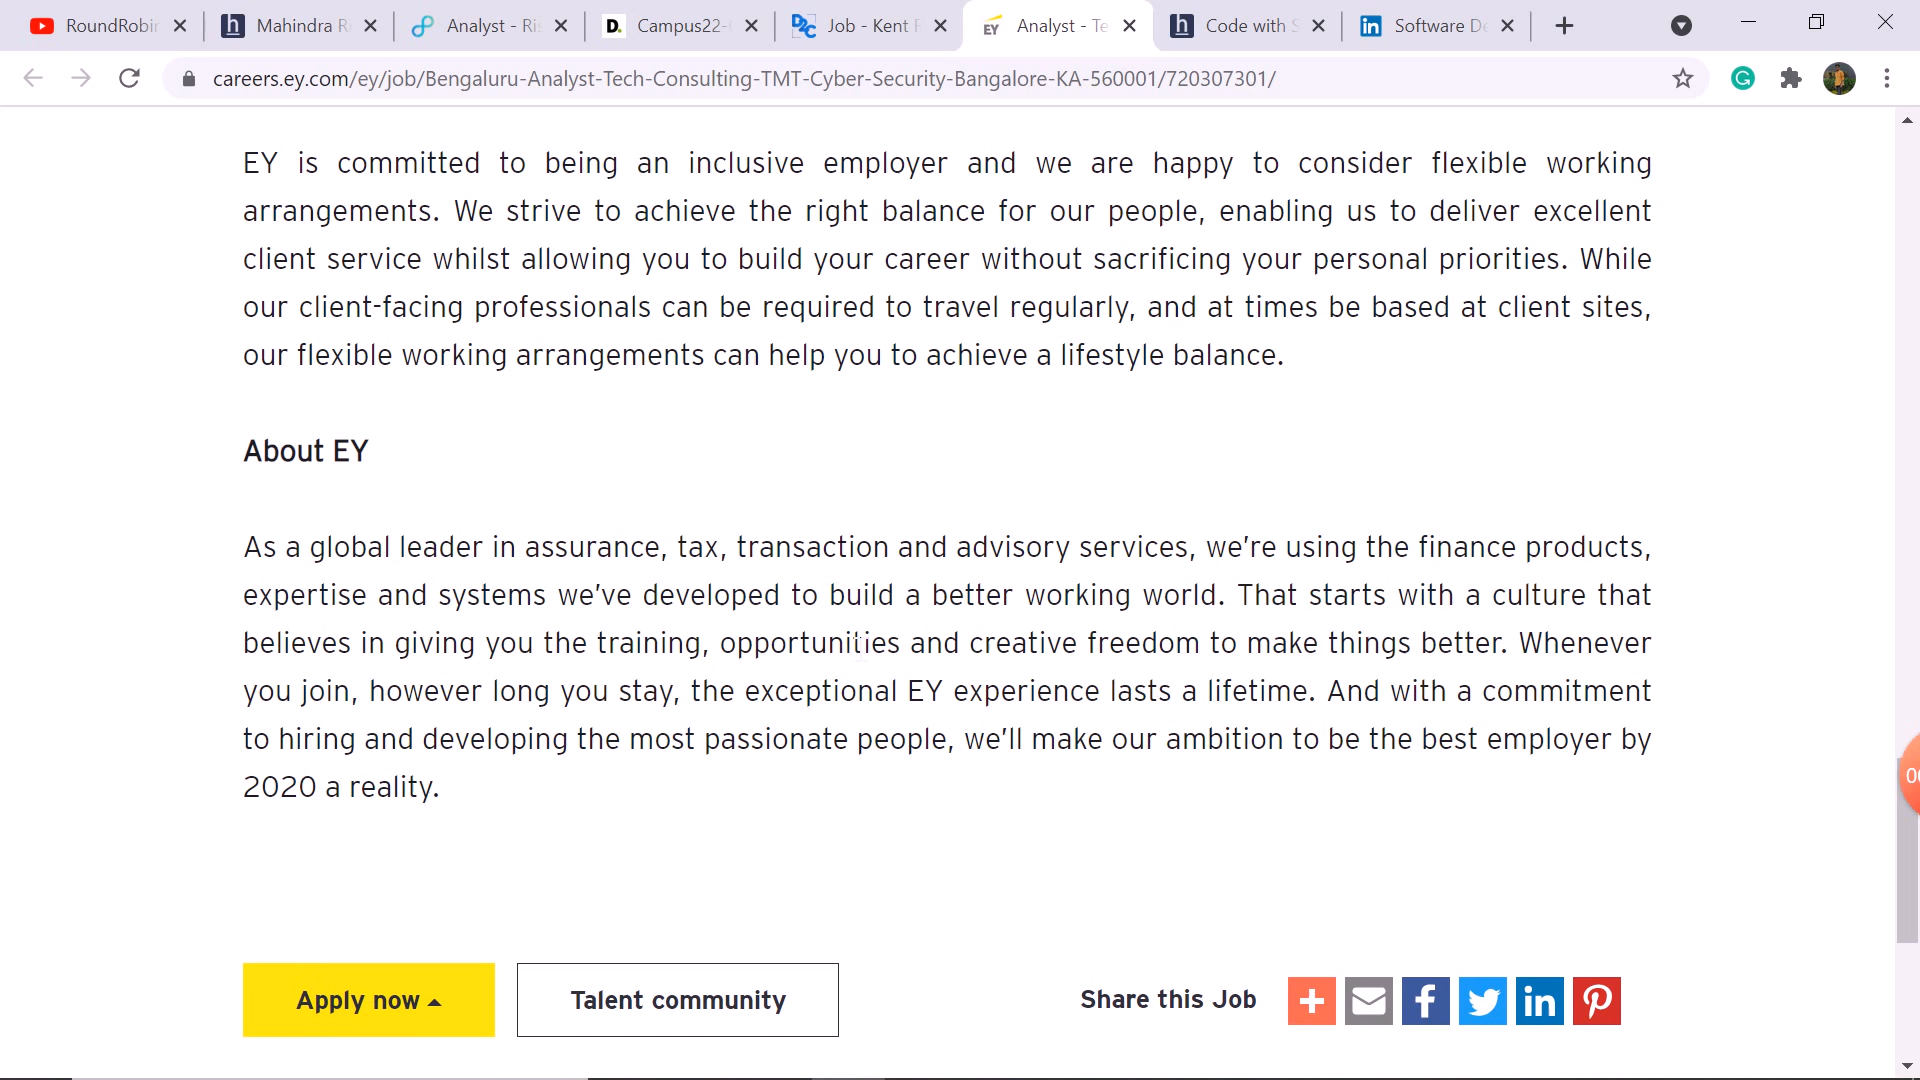 RoundRobin
Mahindra R
Analyst - Ris
Campus22-
Job - Kent R
Analyst - Te
Code with S
Software De
careers.ey.com/ey/job/Bengaluru-Analyst-Tech-Consulting-TMT-Cyber-Security-Bangalore-KA-560001/720307301/
EY is committed to being an inclusive employer and we are happy to consider flexible working
arrangements. We strive to achieve the right balance for our people, enabling us to deliver excellent
client service whilst allowing you to build your career without sacrificing your personal priorities. While
our client-facing professionals can be required to travel regularly, and at times be based at client sites,
our flexible working arrangements can help you to achieve a lifestyle balance.
About EY
As a global leader in assurance, tax, transaction and advisory services, we’re using the finance products,
expertise and systems we’ve developed to build a better working world. That starts with a culture that
believes in giving you the training, opportunities and creative freedom to make things better. Whenever
you join, however long you stay, the exceptional EY experience lasts a lifetime. And with a commitment
to hiring and developing the most passionate people, we’ll make our ambition to be the best employer by
2020 a reality.
Apply now
Talent community
Share this Job